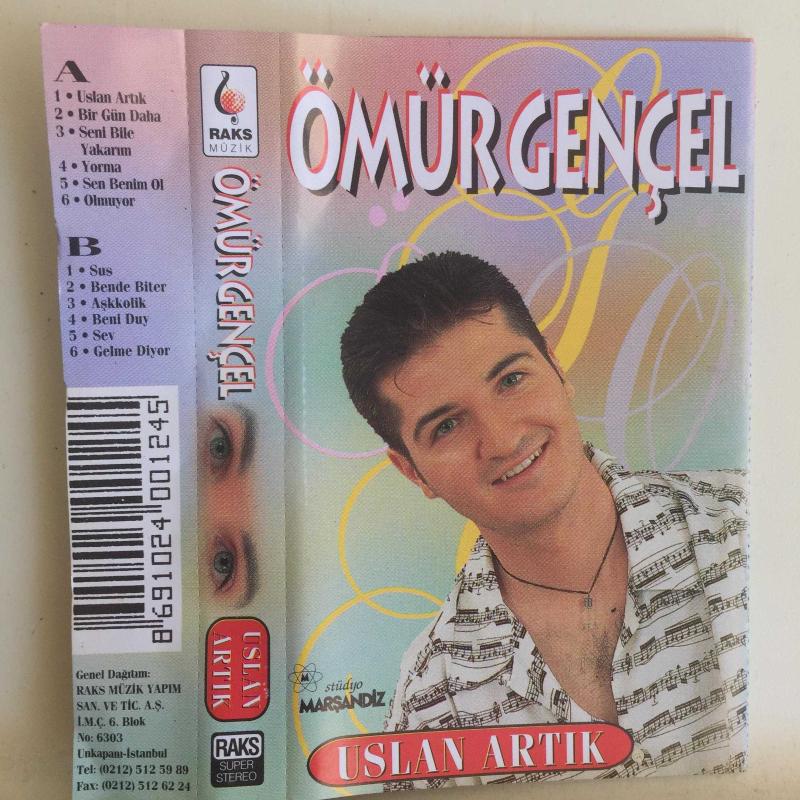 A
1 • Uslan Artık
2 • Bir Gün Daha
3 • Seni Bile
Yakarım
4 • Yorma
5 • Sen Benim Ol
6 • Olmuyor
B
1 • Sus
2 • Bende Biter
3 • Aşkkolik
4 • Beni Duy
5 • Sev
6 • Gelme Diyor
8 691024 001245
Genel Dağıtım:
RAKS MÜZİK YAPIM
SAN. VE TİC. A.Ş.
İ.M.Ç. 6. Blok
No: 6303
Unkapanı-İstanbul
Tel: (0212) 512 59 89
Fax: (0212) 512 62 24
RAKS
MÜZİK
ÖMÜR GENÇEL
USLAN
ARTIK
RAKS
SUPER
STEREO
ÖMÜR GENÇEL
G
Ö
M
stüdyo
MARŞANDİZ
USLAN ARTIK